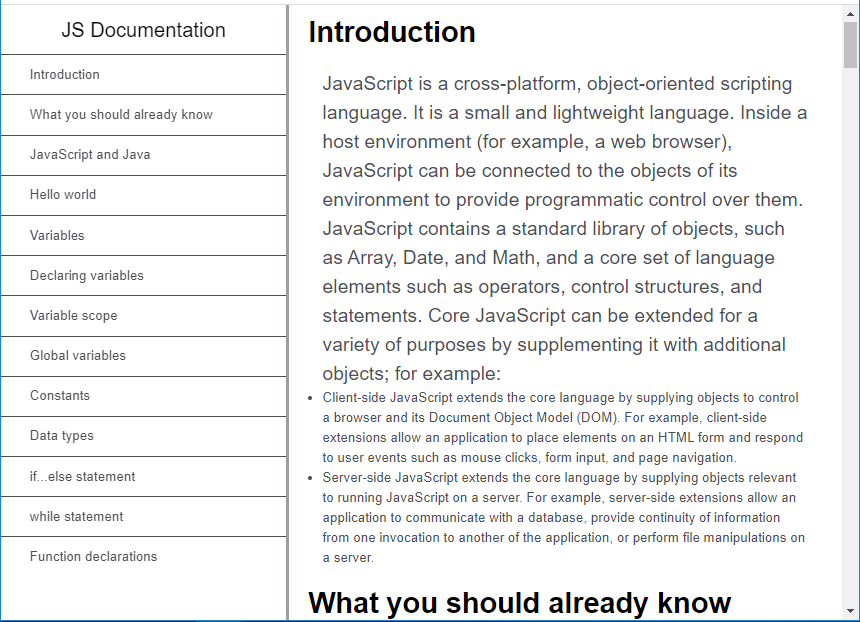 JS Documentation
Introduction
What you should already know
JavaScript and Java
Hello world
Variables
Declaring variables
Variable scope
Global variables
Constants
Data types
if...else statement
while statement
Function declarations
Introduction
JavaScript is a cross-platform, object-oriented scripting
language. It is a small and lightweight language. Inside a
host environment (for example, a web browser),
JavaScript can be connected to the objects of its
environment to provide programmatic control over them.
JavaScript contains a standard library of objects, such
as Array, Date, and Math, and a core set of language
elements such as operators, control structures, and
statements. Core JavaScript can be extended for a
variety of purposes by supplementing it with additional
objects; for example:
• Client-side JavaScript extends the core language by supplying objects to control
a browser and its Document Object Model (DOM). For example, client-side
extensions allow an application to place elements on an HTML form and respond
to user events such as mouse clicks, form input, and page navigation.
• Server-side JavaScript extends the core language by supplying objects relevant
to running JavaScript on a server. For example, server-side extensions allow an
application to communicate with a database, provide continuity of information
from one invocation to another of the application, or perform file manipulations on
a server.
What you should already know